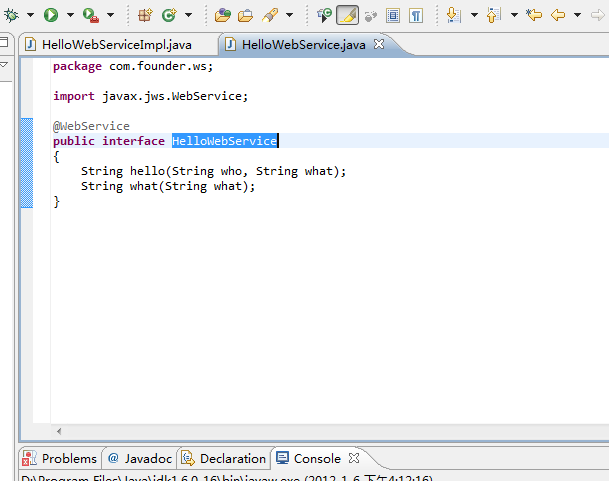 HelloWebServiceImpl.java
HelloWebService.java
package com.founder.ws;
import javax.jws.WebService;
@WebService
public interface HelloWebService
{
String hello(String who, String what);
String what(String what);
}
Problems @ Javadoc Declaration Console
D:\Program Files\Java\jdk1.6.0_16\bin\javaw.exe (2012-1-6 下午4:12:16)